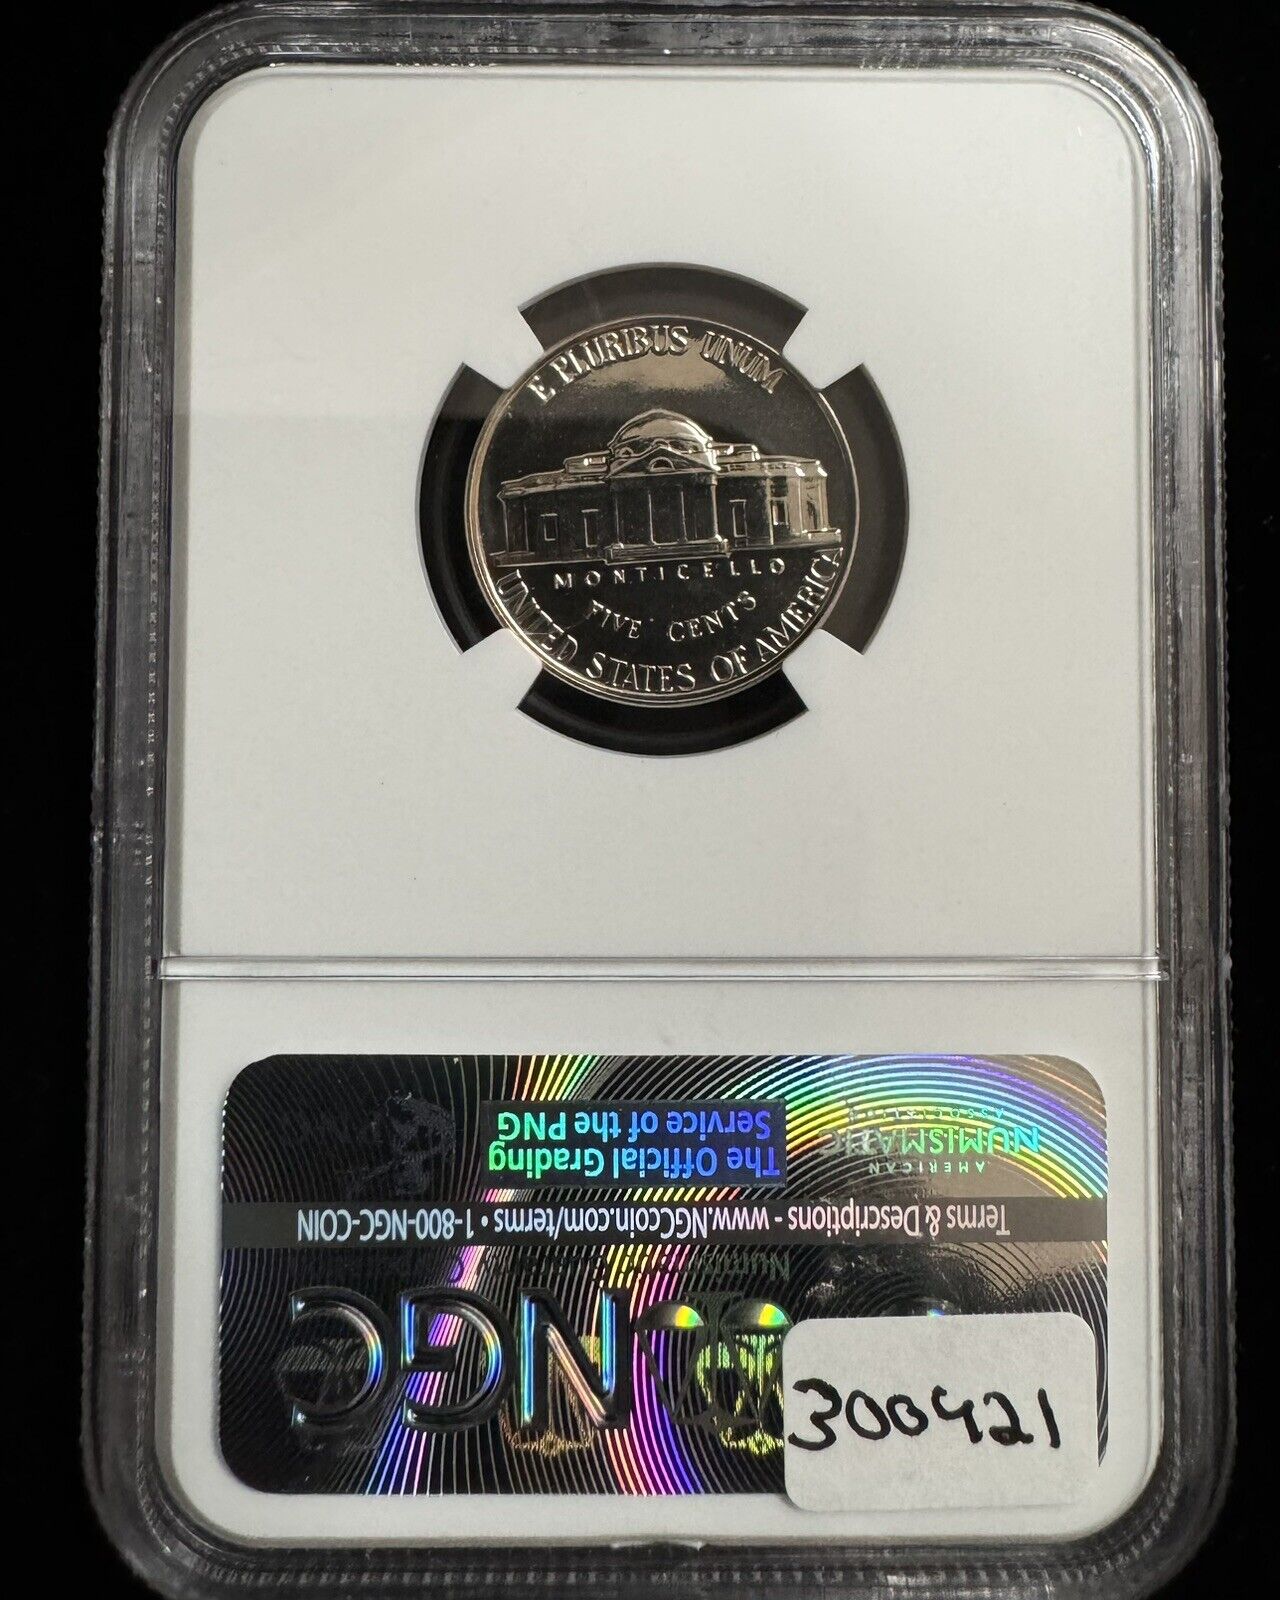 E PLURIBUS UNUM
MONTICELLO
FIVE CENTS
UNITED STATES OF AMERICA
300421
NGC
Terms & Descriptions - www.NGCcoin.com/terms • 1-800-NGC-COIN
The Official Grading
Service of the PNG
AMERICAN
NUMISMATIC
ASSOCIATION